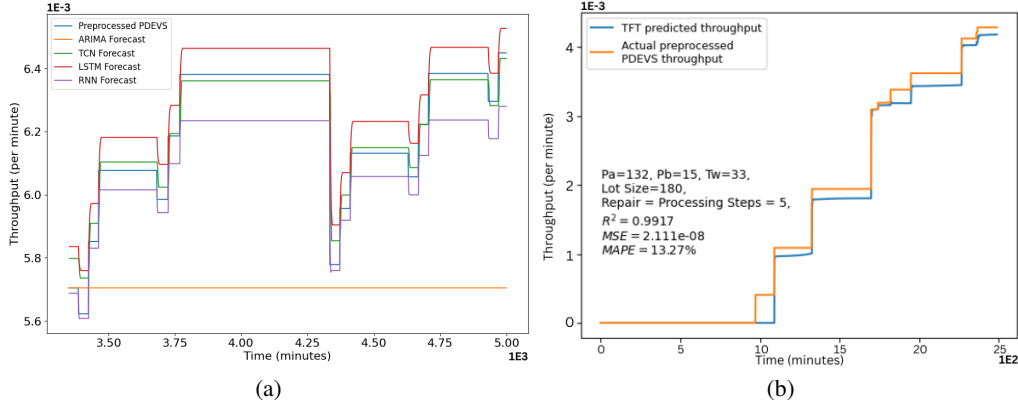 1E-3
Preprocessed PDEVS
ARIMA Forecast
TCN Forecast
LSTM Forecast
RNN Forecast
Throughput (per minute)
6.4
6.2
6.0
5.8
5.6
3.50
3.75
4.00
4.25
4.50
4.75
5.00
Time (minutes)
1E3
(a)
1E-3
TFT predicted throughput
Actual preprocessed
PDEVS throughput
Throughput (per minute)
4
3
2
1
0
Pa=132, Pb=15, Tw=33,
Lot Size=180,
Repair = Processing Steps = 5,
R² = 0.9917
MSE = 2.111e-08
MAPE = 13.27%
0
5
10
15
20
25
Time (minutes)
1E2
(b)